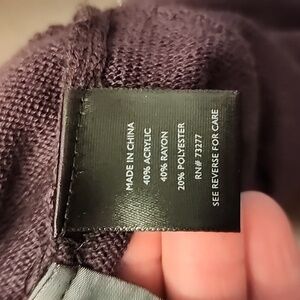 MADE IN CHINA
40% ACRYLIC
40% RAYON
20% POLYESTER
RN# 73277
SEE REVERSE FOR CARE